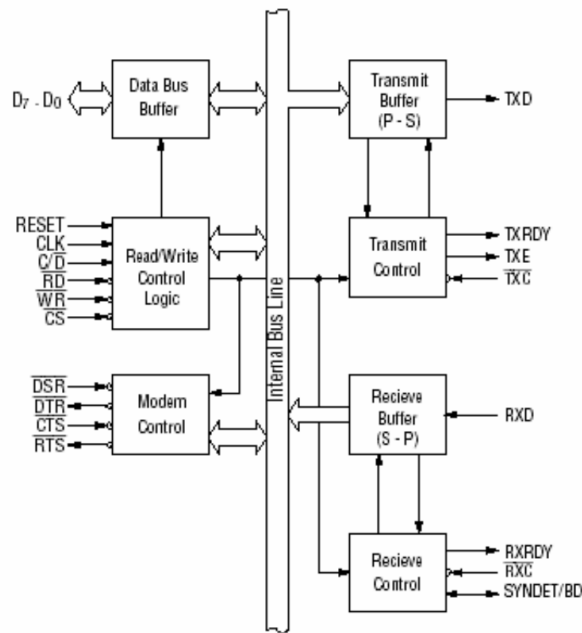 D7 - D0
Data Bus
Buffer
Transmit
Buffer
(P - S)
TXD
RESET
CLK
C/D
RD
WR
CS
Read/Write
Control
Logic
Transmit
Control
TXRDY
TXE
TXC
Internal Bus Line
DSR
DTR
CTS
RTS
Modem
Control
Recieve
Buffer
(S - P)
RXD
Recieve
Control
RXRDY
RXC
SYNDET/BD